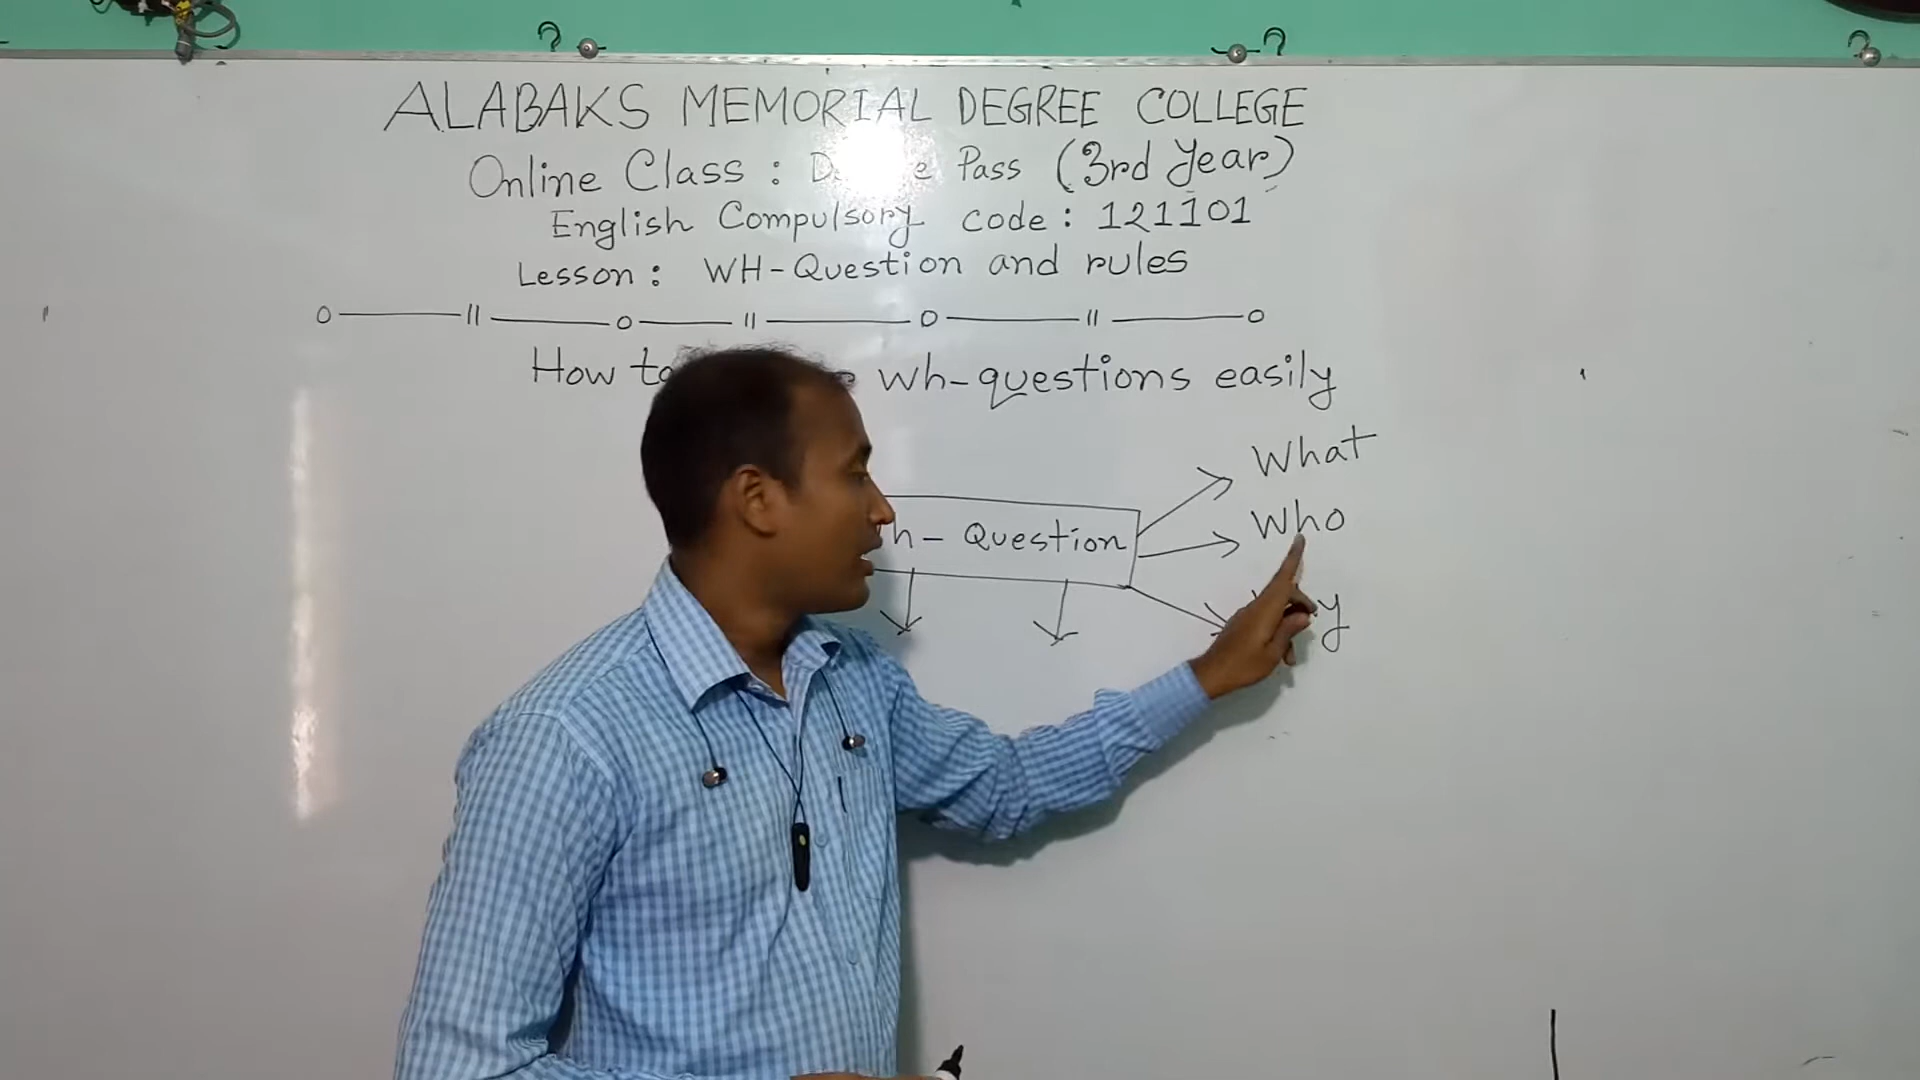 ALABAKS MEMORIAL DEGREE COLLEGE
Online Class : Pass (3rd Year)
English Compulsory code : 121101
Lesson : WH-Question and rules
How to Wh-questions easily
What
Who
- Question